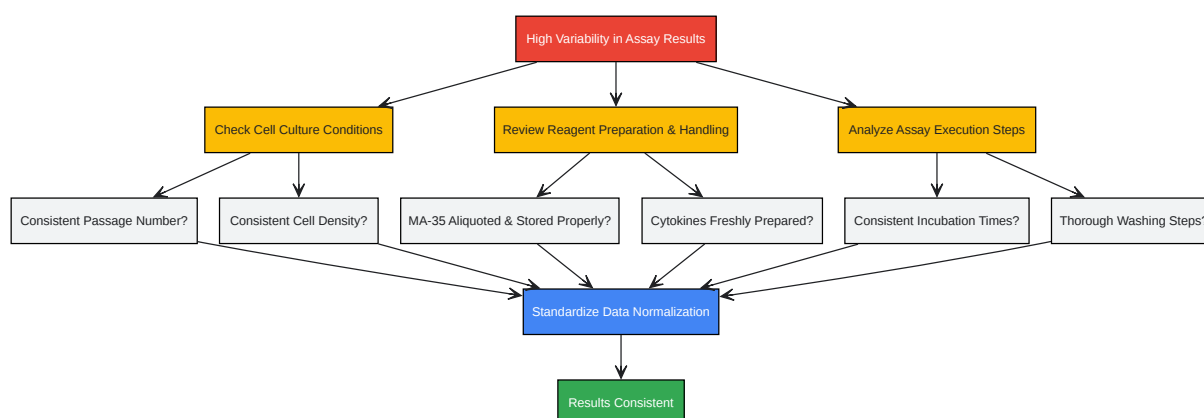 High Variability in Assay Results
Check Cell Culture Conditions
Review Reagent Preparation & Handling
Analyze Assay Execution Steps
Consistent Passage Number?
Consistent Cell Density?
MA-35 Aliquoted & Stored Properly?
Cytokines Freshly Prepared?
Consistent Incubation Times?
Thorough Washing Steps?
Standardize Data Normalization
Results Consistent